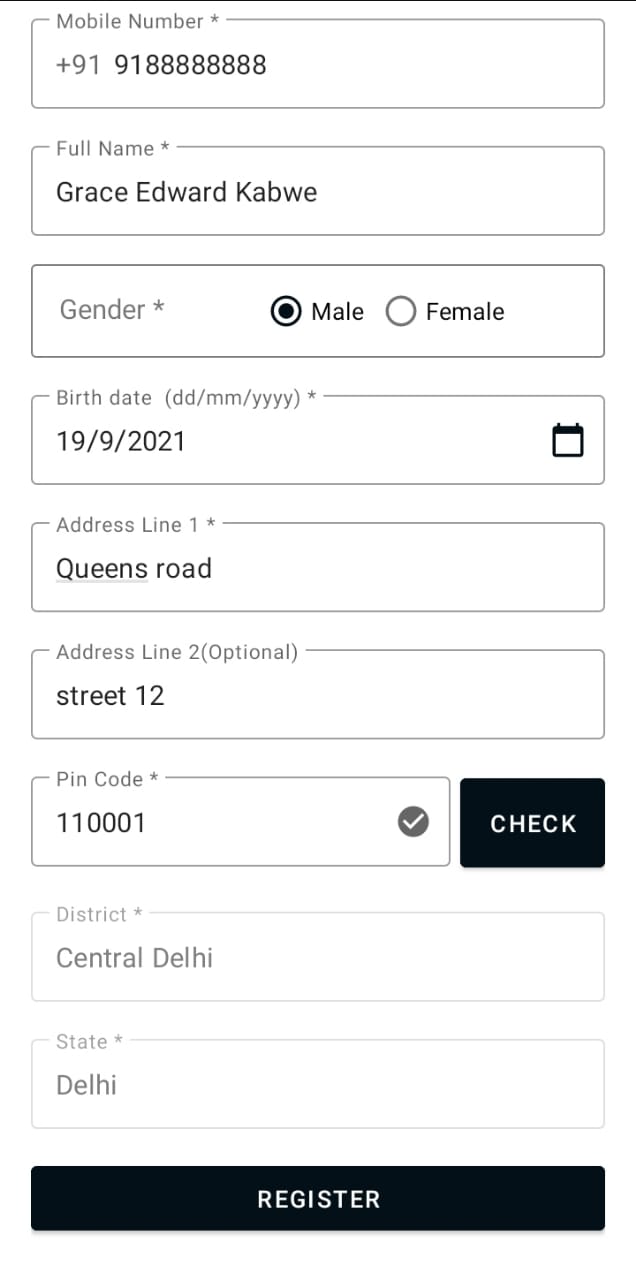 Mobile Number *
+91 9188888888
Full Name *
Grace Edward Kabwe
Gender * Male Female
Birth date (dd/mm/yyyy) *
19/9/2021
Address Line 1 *
Queens road
Address Line 2(Optional)
street 12
Pin Code *
110001 CHECK
District *
Central Delhi
State *
Delhi
REGISTER